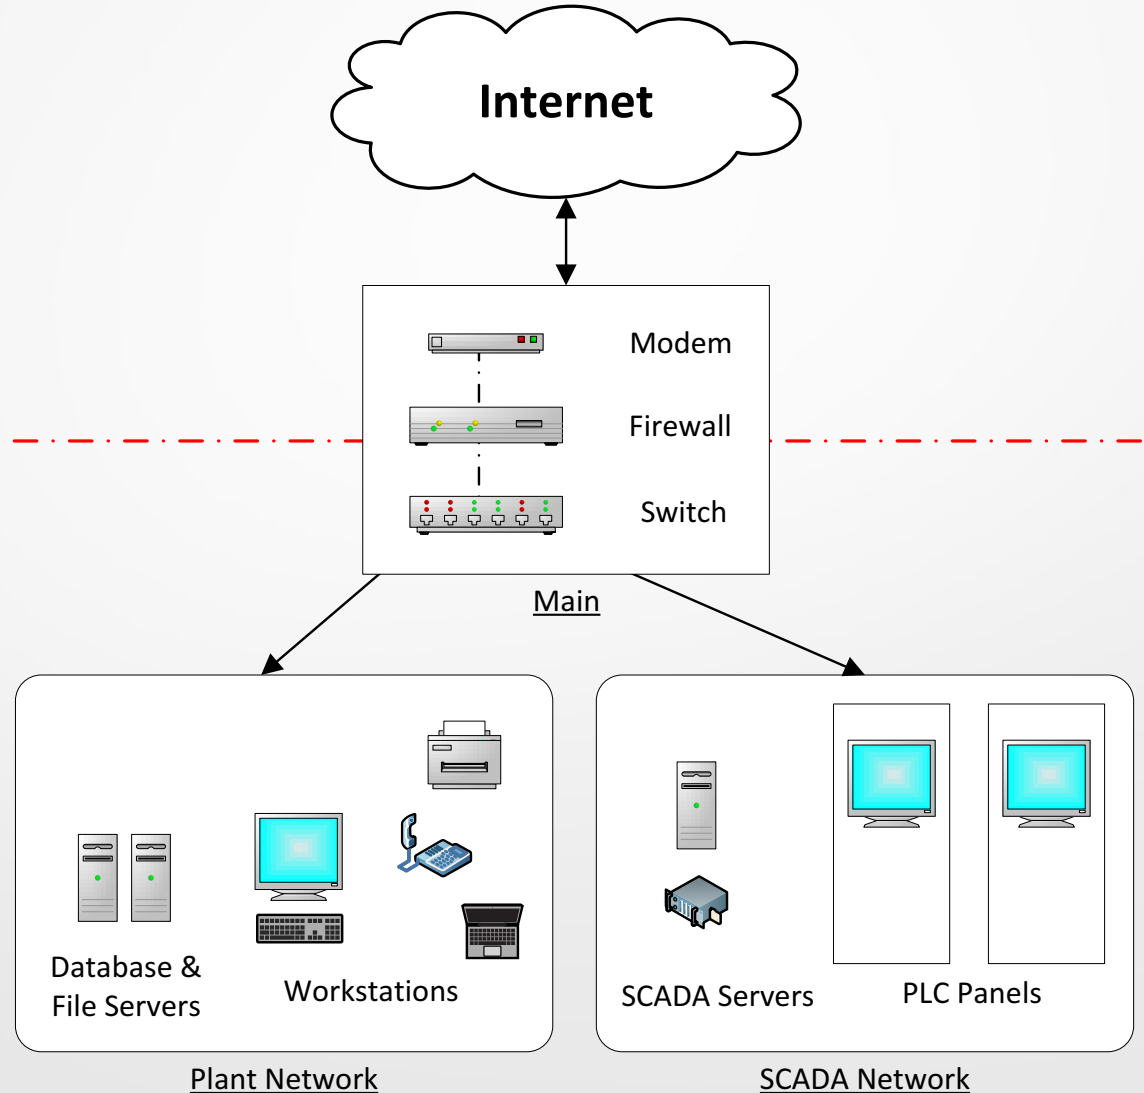 Internet
Modem
Firewall
Switch
Main
Database &
File Servers
Workstations
Plant Network
SCADA Servers
PLC Panels
SCADA Network